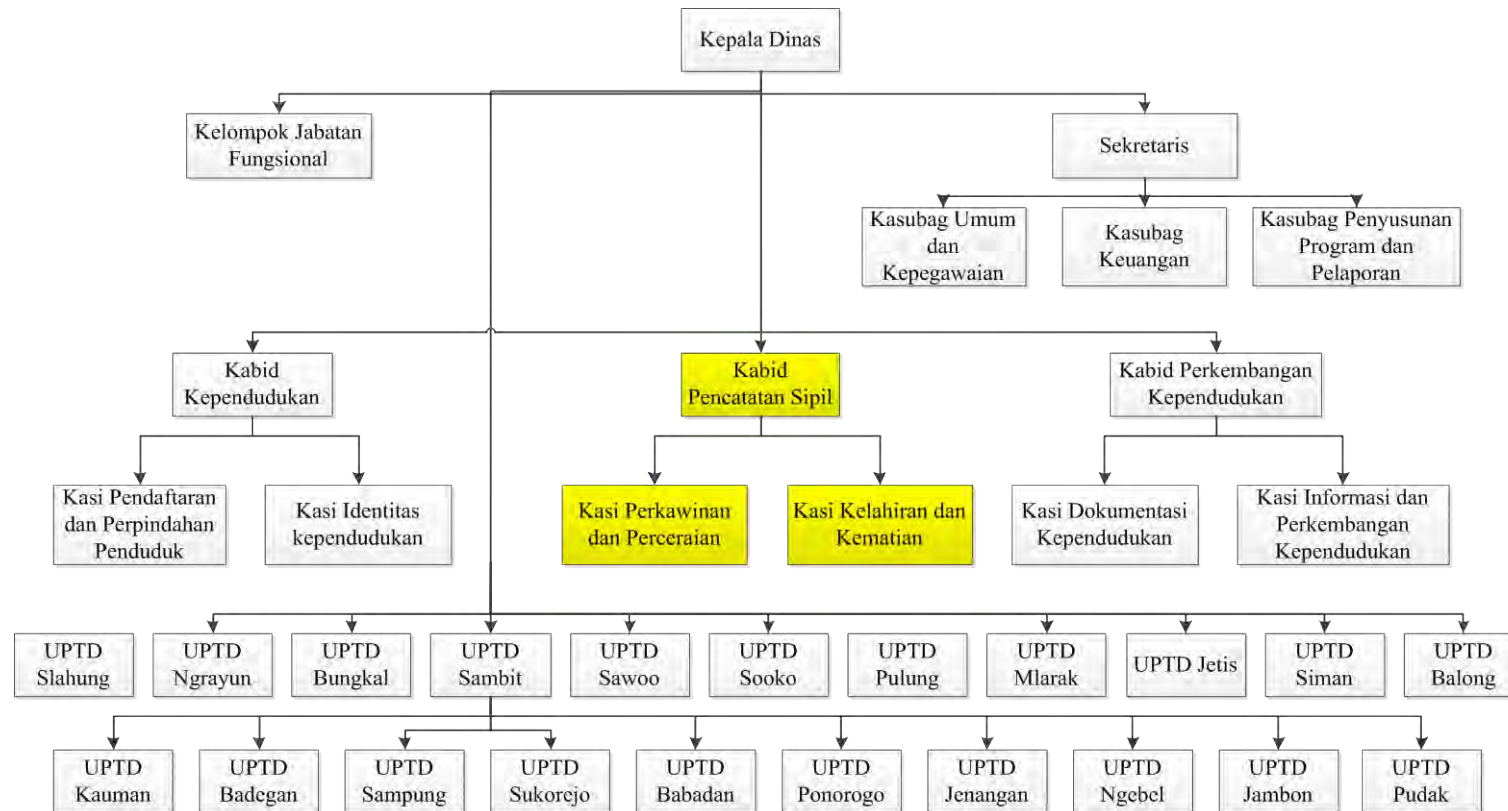 Kepala Dinas
Kelompok Jabatan
Fungsional
Sekretaris
Kasubag Umum
dan
Kepegawaian
Kasubag
Keuangan
Kasubag Penyusunan
Program dan
Pelaporan
Kabid
Kependudukan
Kabid
Pencatatan Sipil
Kabid Perkembangan
Kependudukan
Kasi Pendaftaran
dan Perpindahan
Penduduk
Kasi Identitas
kependudukan
Kasi Perkawinan
dan Perceraian
Kasi Kelahiran dan
Kematian
Kasi Dokumentasi
Kependudukan
Kasi Informasi dan
Perkembangan
Kependudukan
UPTD
Slahung
UPTD
Ngrayun
UPTD
Bungkal
UPTD
Sambit
UPTD
Sawoo
UPTD
Sooko
UPTD
Pulung
UPTD
Mlarak
UPTD Jetis
UPTD
Siman
UPTD
Balong
UPTD
Kauman
UPTD
Badegan
UPTD
Sampung
UPTD
Sukorejo
UPTD
Babadan
UPTD
Ponorogo
UPTD
Jenangan
UPTD
Ngebel
UPTD
Jambon
UPTD
Pudak